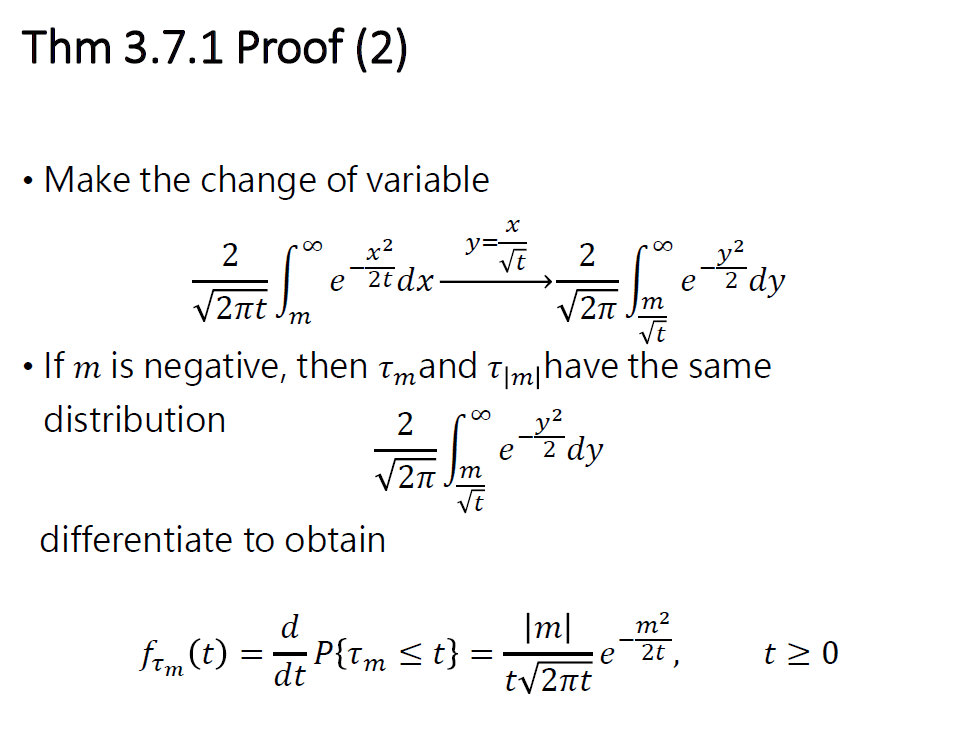 Thm 3.7.1 Proof (2)
• Make the change of variable
$\frac{2}{\sqrt{2\pi t}} \int_{m}^{\infty} e^{-\frac{x^2}{2t}} dx \xrightarrow{y=\frac{x}{\sqrt{t}}} \frac{2}{\sqrt{2\pi}} \int_{\frac{m}{\sqrt{t}}}^{\infty} e^{-\frac{y^2}{2}} dy$
• If $m$ is negative, then $\tau_m$ and $\tau_{|m|}$ have the same
distribution
$\frac{2}{\sqrt{2\pi}} \int_{\frac{m}{\sqrt{t}}}^{\infty} e^{-\frac{y^2}{2}} dy$
differentiate to obtain
$f_{\tau_m}(t) = \frac{d}{dt} P\{\tau_m \leq t\} = \frac{|m|}{t\sqrt{2\pi t}} e^{-\frac{m^2}{2t}}, \quad t \geq 0$